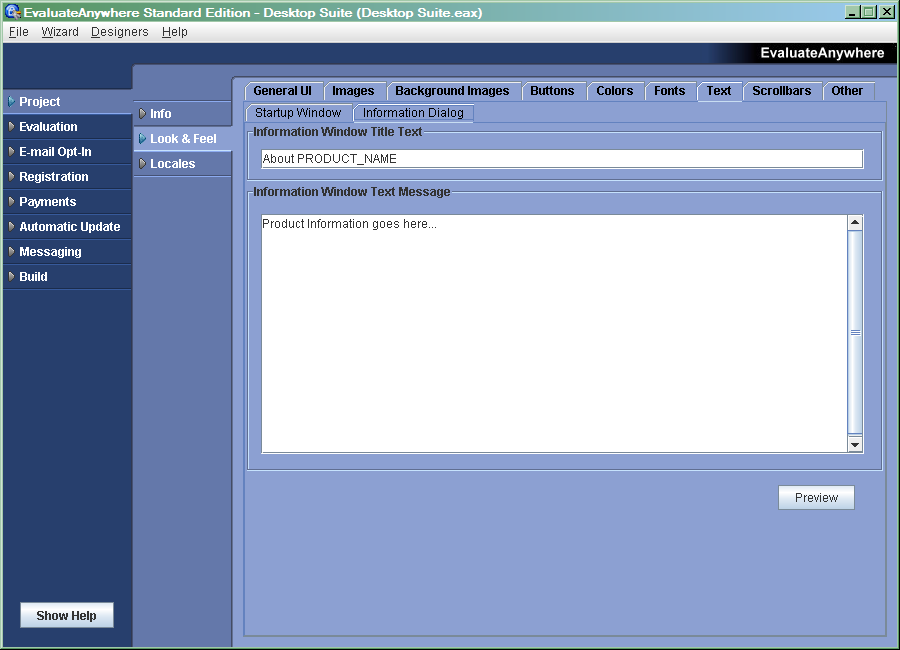 EvaluateAnywhere Standard Edition - Desktop Suite (Desktop Suite.eax)
File Wizard Designers Help
EvaluateAnywhere
Project
Evaluation
E-mail Opt-In
Registration
Payments
Automatic Update
Messaging
Build
Show Help
Info
Look & Feel
Locales
General UI Images Background Images Buttons Colors Fonts Text Scrollbars Other
Startup Window Information Dialog
Information Window Title Text
About PRODUCT_NAME
Information Window Text Message
Product Information goes here...
Preview